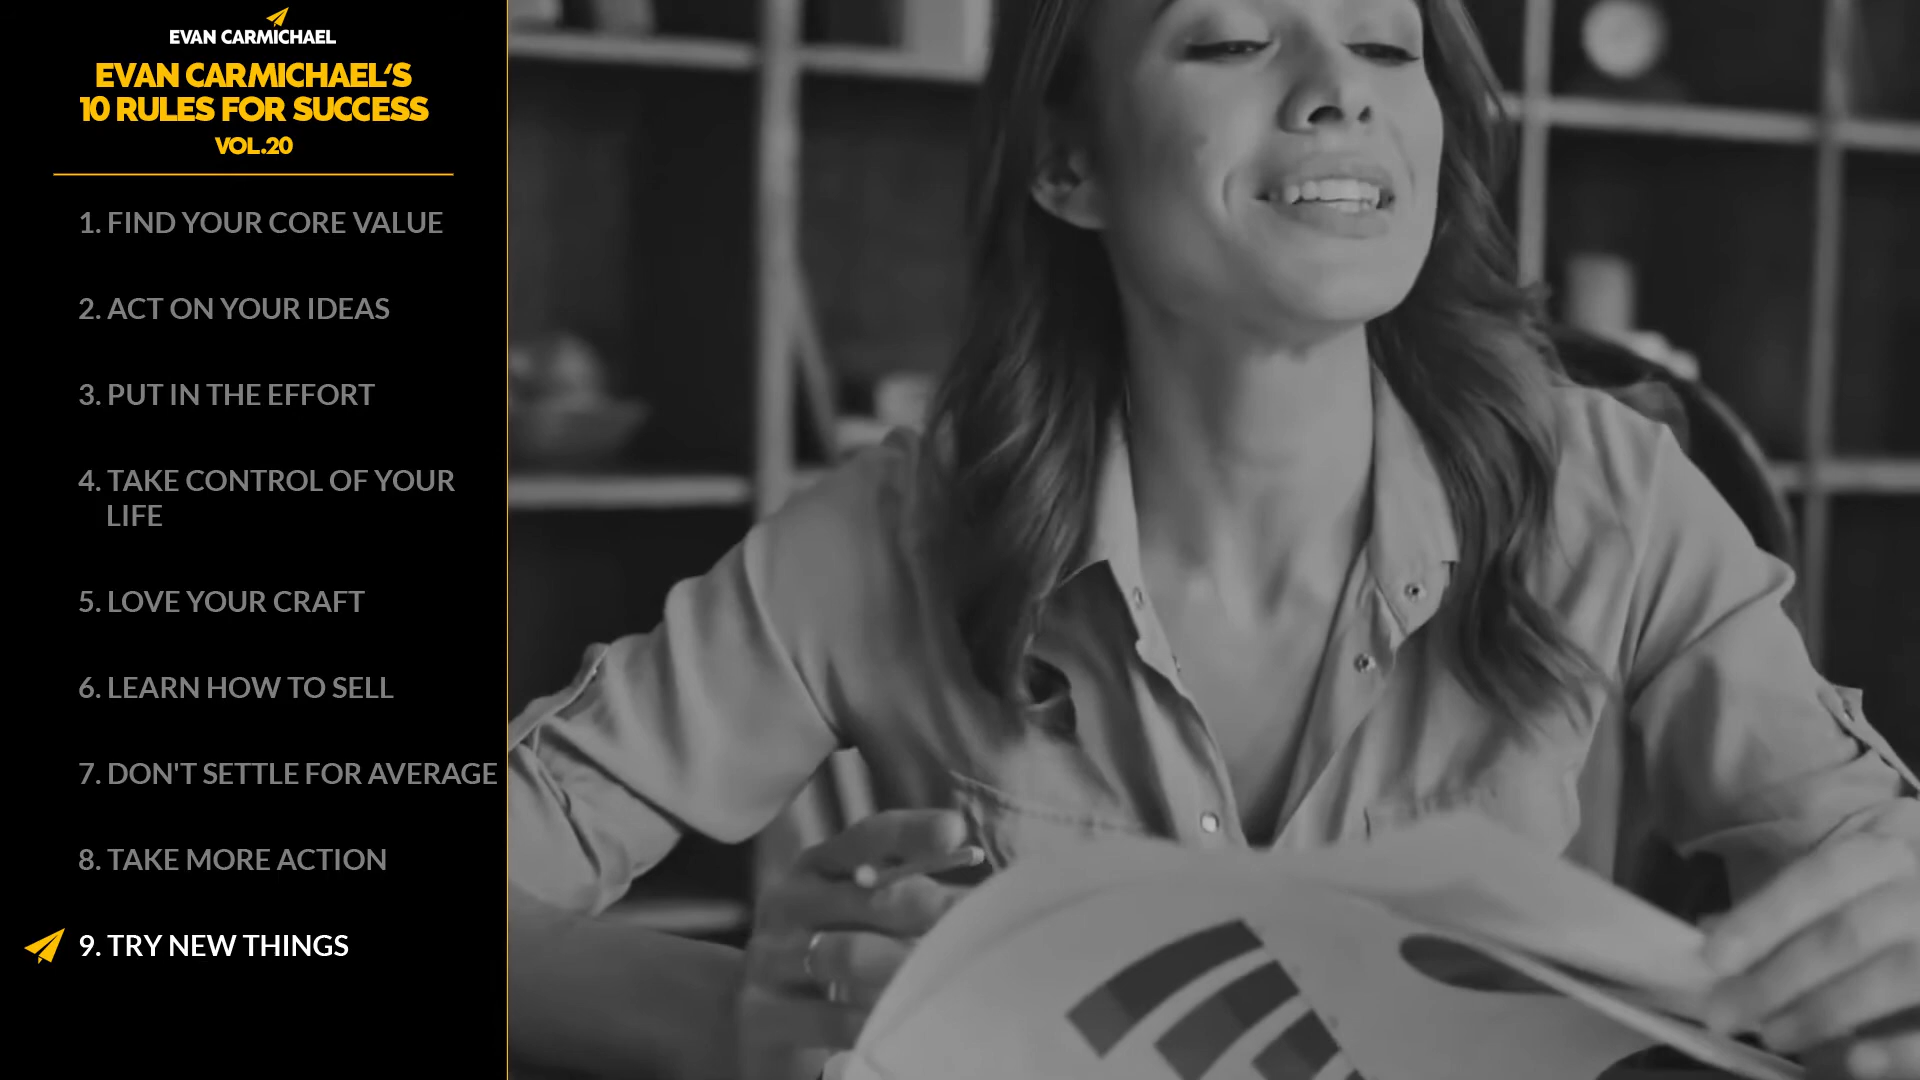 EVAN CARMICHAEL
EVAN CARMICHAEL'S
10 RULES FOR SUCCESS
VOL.20
1. FIND YOUR CORE VALUE
2. ACT ON YOUR IDEAS
3. PUT IN THE EFFORT
4. TAKE CONTROL OF YOUR
LIFE
5. LOVE YOUR CRAFT
6. LEARN HOW TO SELL
7. DON'T SETTLE FOR AVERAGE
8. TAKE MORE ACTION
9. TRY NEW THINGS